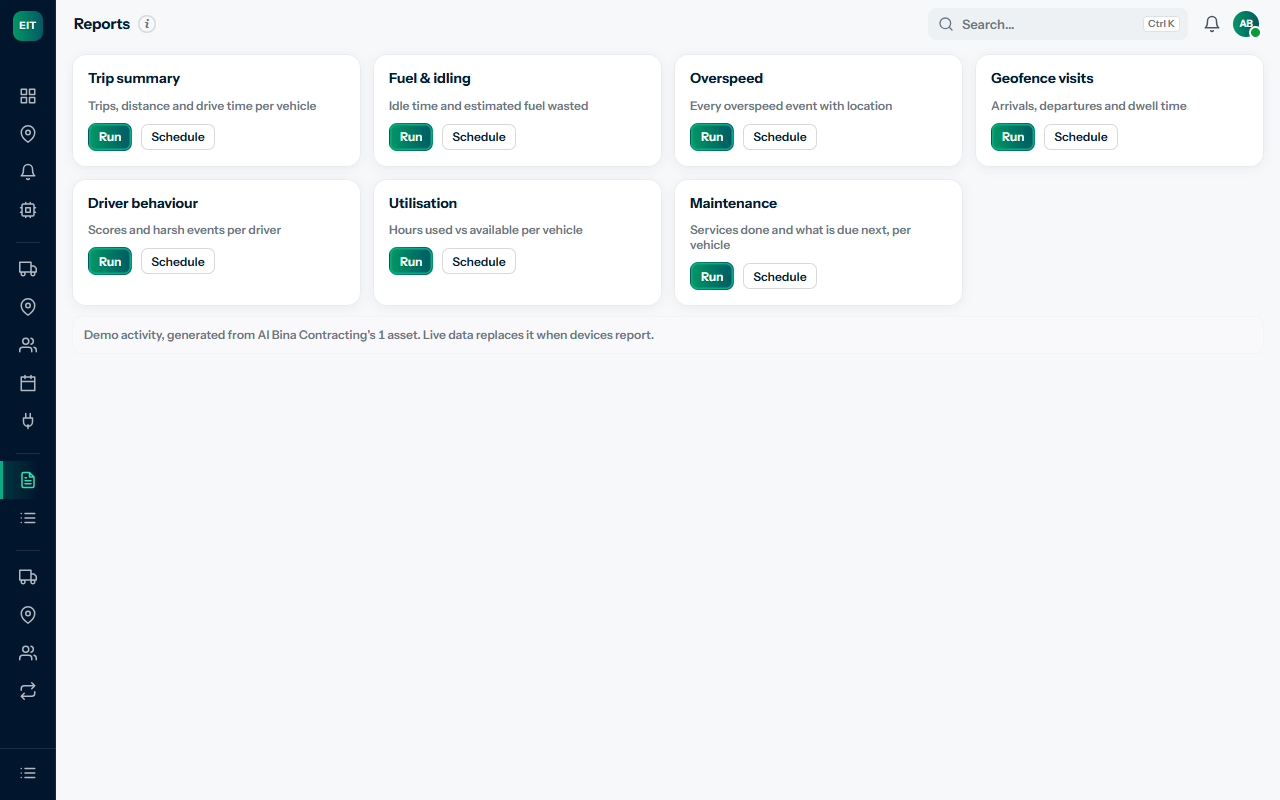 EIT
Reports
i
Search...
Ctrl K
AB
Trip summary
Trips, distance and drive time per vehicle
Run
Schedule
Fuel & idling
Idle time and estimated fuel wasted
Run
Schedule
Overspeed
Every overspeed event with location
Run
Schedule
Geofence visits
Arrivals, departures and dwell time
Run
Schedule
Driver behaviour
Scores and harsh events per driver
Run
Schedule
Utilisation
Hours used vs available per vehicle
Run
Schedule
Maintenance
Services done and what is due next, per
vehicle
Run
Schedule
Demo activity, generated from Al Bina Contracting's 1 asset. Live data replaces it when devices report.